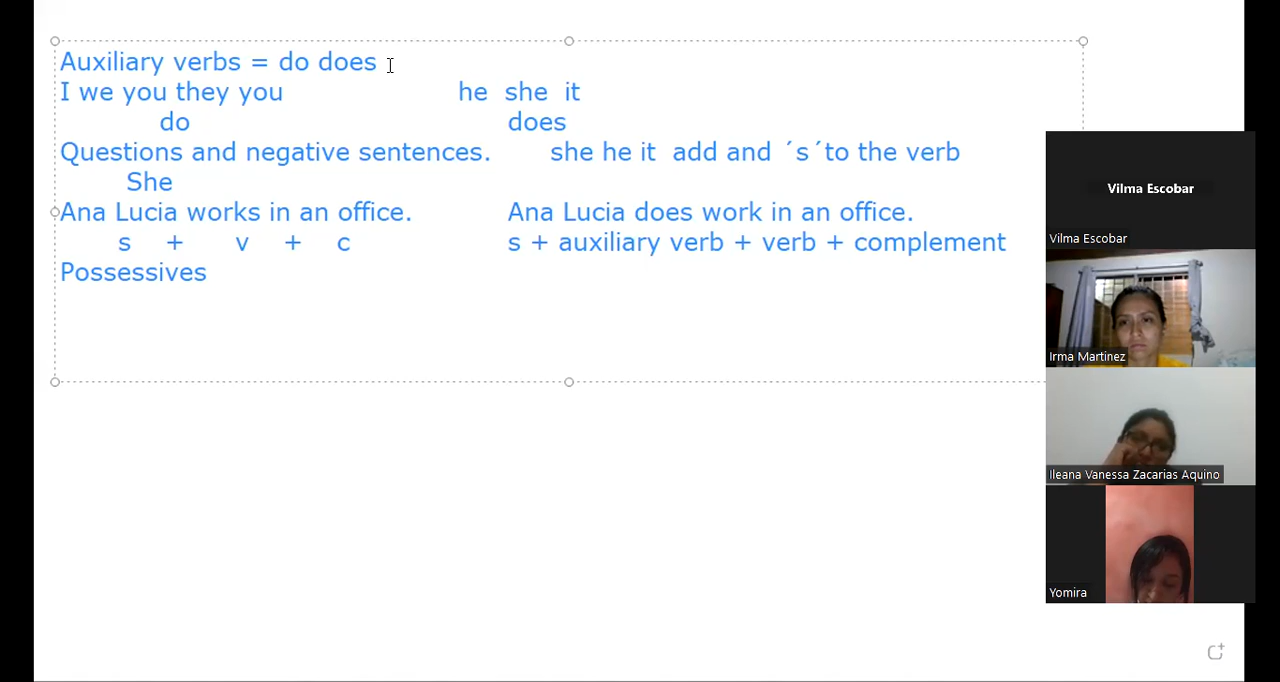 Auxiliary verbs = do does
I we you they you he she it
do does
Questions and negative sentences. she he it add and ´s´to the verb
She
Ana Lucia works in an office. Ana Lucia does work in an office.
s + v + c s + auxiliary verb + verb + complement
Possessives
Vilma Escobar
Vilma Escobar
Irma Martinez
Ileana Vanessa Zacarias Aquino
Yomira